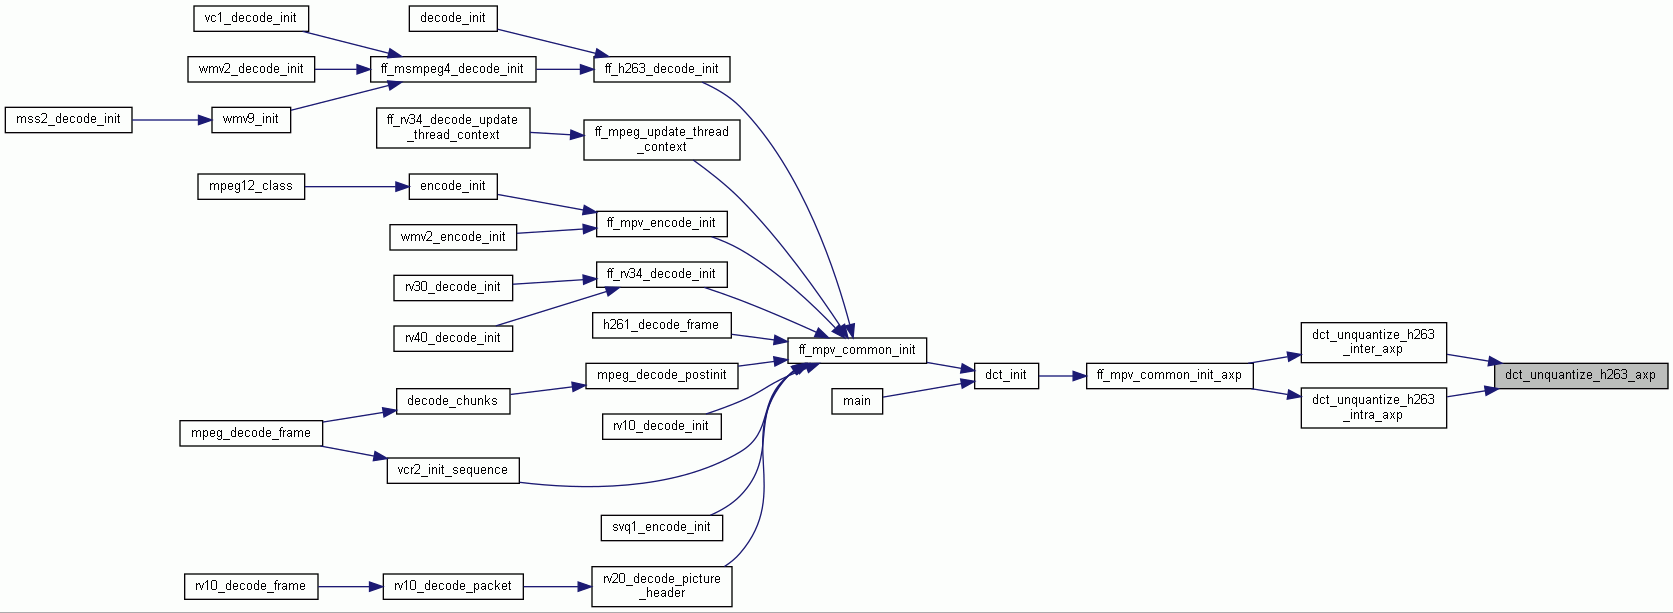 vc1_decode_init
decode_init
wmv2_decode_init
ff_msmpeg4_decode_init
ff_h263_decode_init
mss2_decode_init
wmv9_init
ff_rv34_decode_update
_thread_context
ff_mpeg_update_thread
_context
mpeg12_class
encode_init
ff_mpv_encode_init
wmv2_encode_init
ff_rv34_decode_init
rv30_decode_init
rv40_decode_init
h261_decode_frame
ff_mpv_common_init
mpeg_decode_postinit
dct_init
main
ff_mpv_common_init_axp
dct_unquantize_h263
_inter_axp
dct_unquantize_h263
_intra_axp
dct_unquantize_h263_axp
decode_chunks
rv10_decode_init
mpeg_decode_frame
vcr2_init_sequence
svq1_encode_init
rv10_decode_frame
rv10_decode_packet
rv20_decode_picture
_header